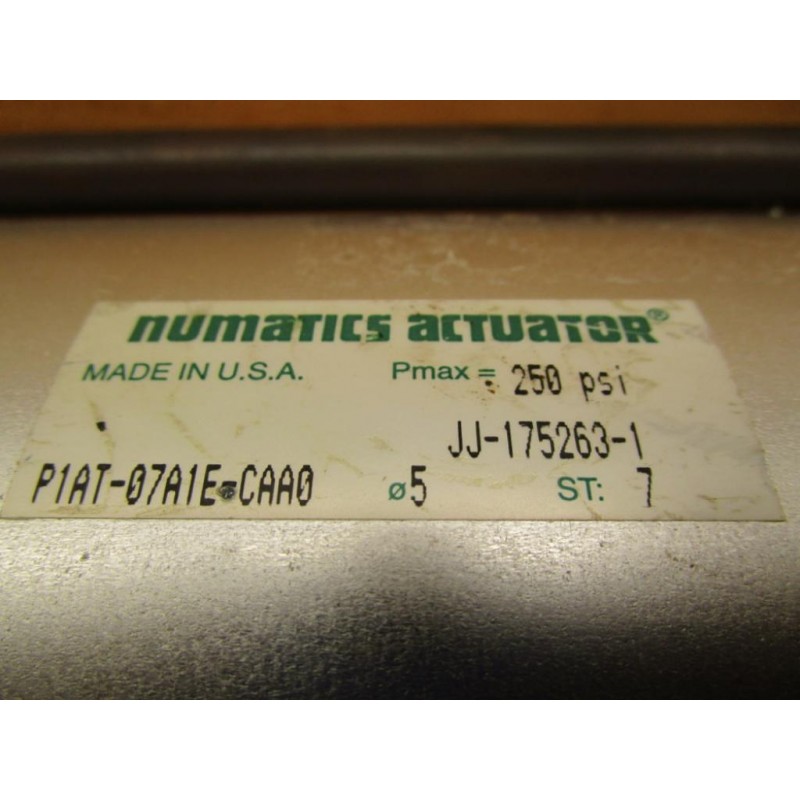 numatics actuator®
MADE IN U.S.A. Pmax = 250 psi
JJ-175263-1
P1AT-07A1E-CAA0 ø5 ST: 7